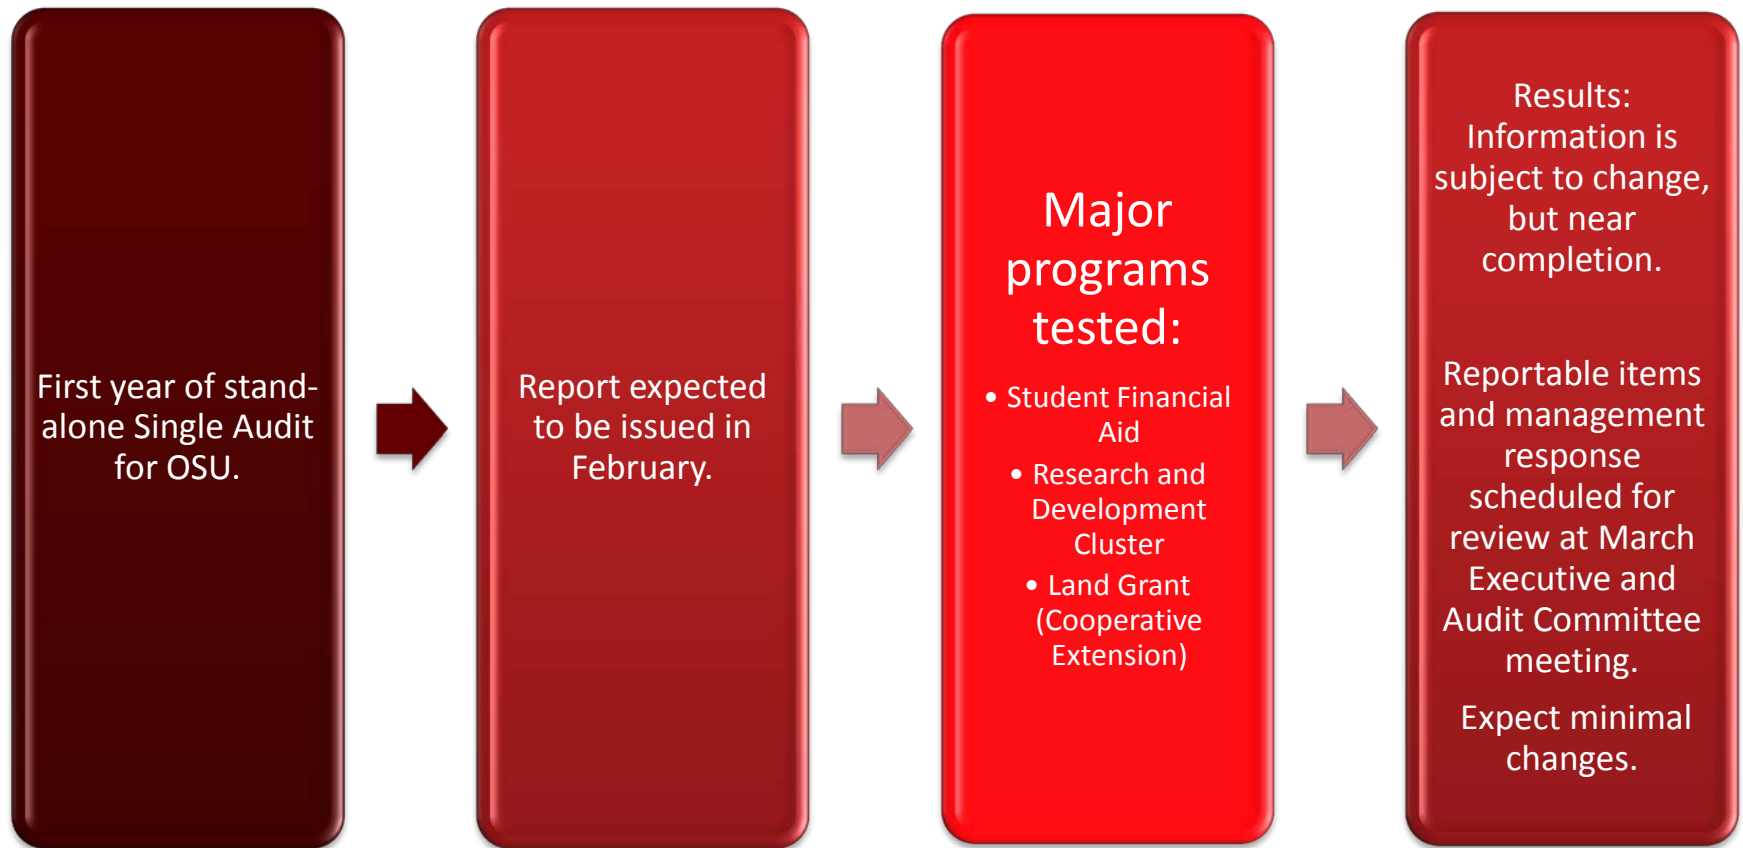 First year of stand-
alone Single Audit
for OSU.
Report expected
to be issued in
February.
Major
programs
tested:
• Student Financial
Aid
• Research and
Development
Cluster
• Land Grant
(Cooperative
Extension)
Results:
Information is
subject to change,
but near
completion.
Reportable items
and management
response
scheduled for
review at March
Executive and
Audit Committee
meeting.
Expect minimal
changes.